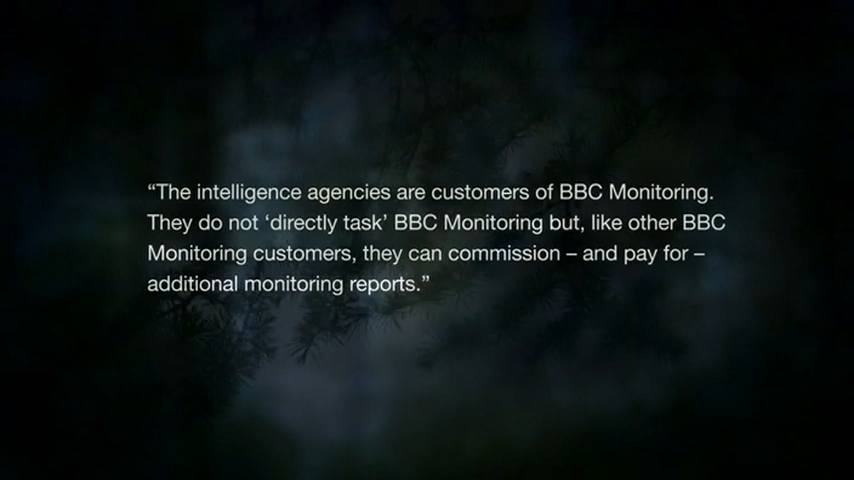 “The intelligence agencies are customers of BBC Monitoring.
They do not ‘directly task’ BBC Monitoring but, like other BBC
Monitoring customers, they can commission – and pay for –
additional monitoring reports.”